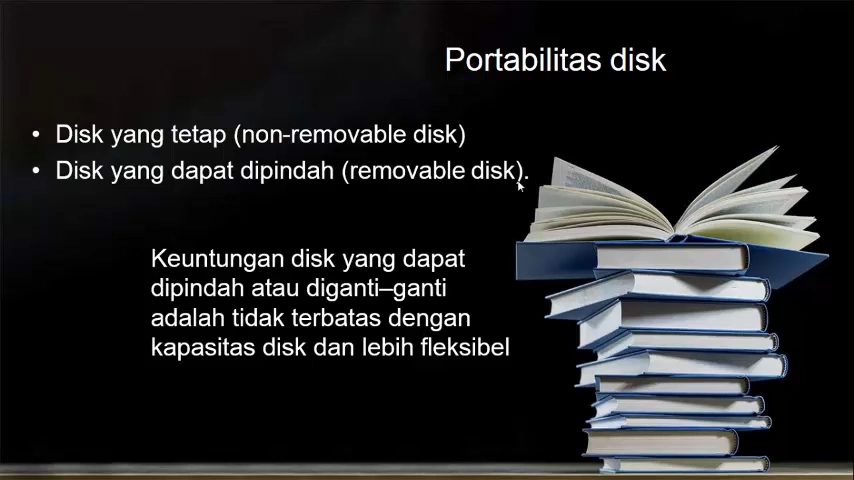 Portabilitas disk
• Disk yang tetap (non-removable disk)
• Disk yang dapat dipindah (removable disk).
Keuntungan disk yang dapat
dipindah atau diganti–ganti
adalah tidak terbatas dengan
kapasitas disk dan lebih fleksibel